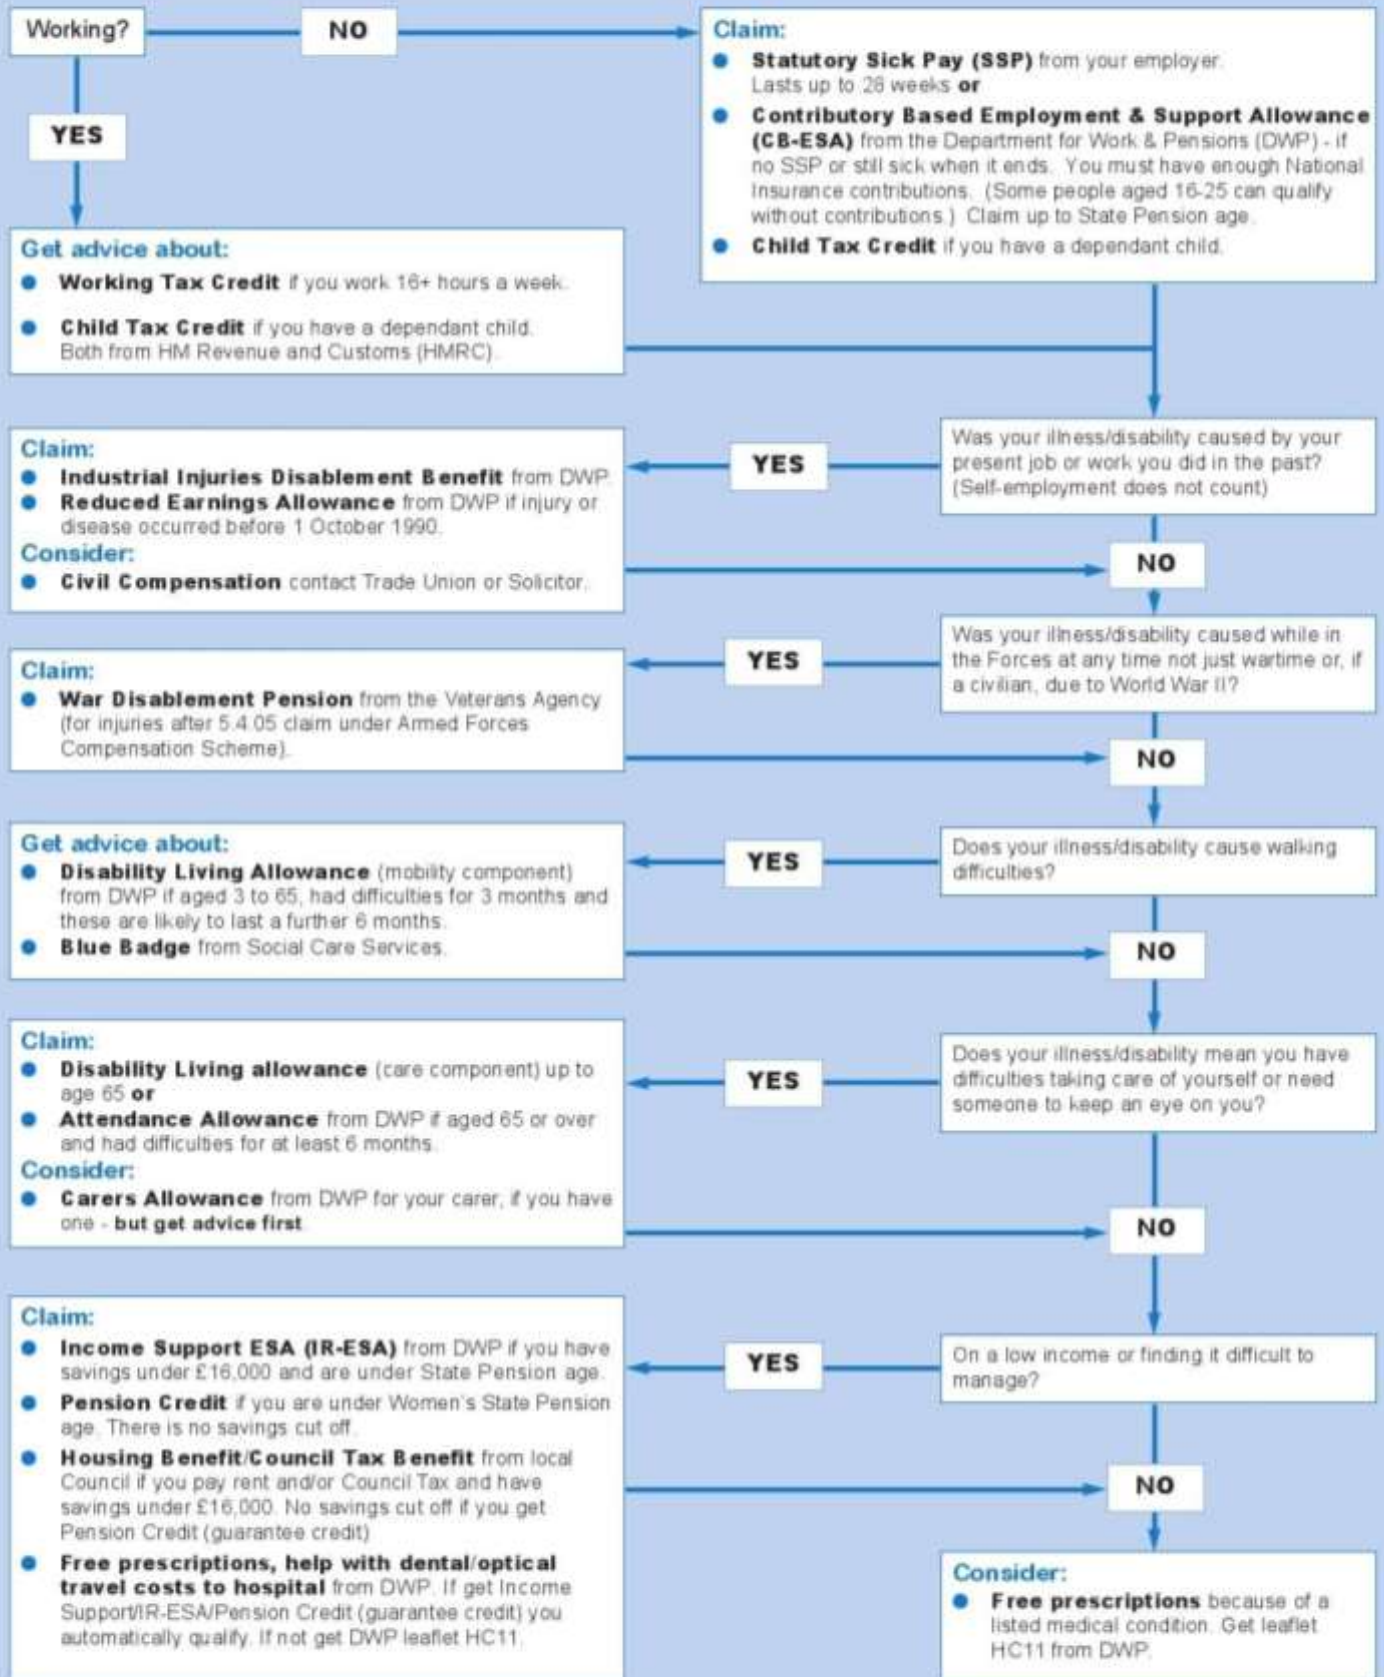 Working?
NO
YES
Claim:
Statutory Sick Pay (SSP) from your employer.
Lasts up to 28 weeks or
Contributory Based Employment & Support Allowance
(CB-ESA) from the Department for Work & Pensions (DWP) - if
no SSP or still sick when it ends. You must have enough National
Insurance contributions. (Some people aged 16-25 can qualify
without contributions.) Claim up to State Pension age.
Child Tax Credit if you have a dependant child.
Get advice about:
Working Tax Credit if you work 16+ hours a week.
Child Tax Credit if you have a dependant child.
Both from HM Revenue and Customs (HMRC).
Was your illness/disability caused by your
present job or work you did in the past?
(Self-employment does not count)
YES
Claim:
Industrial Injuries Disablement Benefit from DWP.
Reduced Earnings Allowance from DWP if injury or
disease occurred before 1 October 1990.
Consider:
Civil Compensation contact Trade Union or Solicitor.
NO
Was your illness/disability caused while in
the Forces at any time not just wartime or, if
a civilian, due to World War II?
YES
Claim:
War Disablement Pension from the Veterans Agency
(for injuries after 5.4.05 claim under Armed Forces
Compensation Scheme).
NO
Does your illness/disability cause walking
difficulties?
YES
Get advice about:
Disability Living Allowance (mobility component)
from DWP if aged 3 to 65, had difficulties for 3 months and
these are likely to last a further 6 months.
Blue Badge from Social Care Services.
NO
Does your illness/disability mean you have
difficulties taking care of yourself or need
someone to keep an eye on you?
YES
Claim:
Disability Living allowance (care component) up to
age 65 or
Attendance Allowance from DWP if aged 65 or over
and had difficulties for at least 6 months.
Consider:
Carers Allowance from DWP for your carer, if you have
one - but get advice first
NO
On a low income or finding it difficult to
manage?
YES
Claim:
Income Support ESA (IR-ESA) from DWP if you have
savings under £16,000 and are under State Pension age.
Pension Credit if you are under Women's State Pension
age. There is no savings cut off.
Housing Benefit/Council Tax Benefit from local
Council if you pay rent and/or Council Tax and have
savings under £16,000. No savings cut off if you get
Pension Credit (guarantee credit)
Free prescriptions, help with dental/optical
travel costs to hospital from DWP. If get Income
Support/IR-ESA/Pension Credit (guarantee credit) you
automatically qualify. If not get DWP leaflet HC11.
NO
Consider:
Free prescriptions because of a
listed medical condition. Get leaflet
HC11 from DWP.